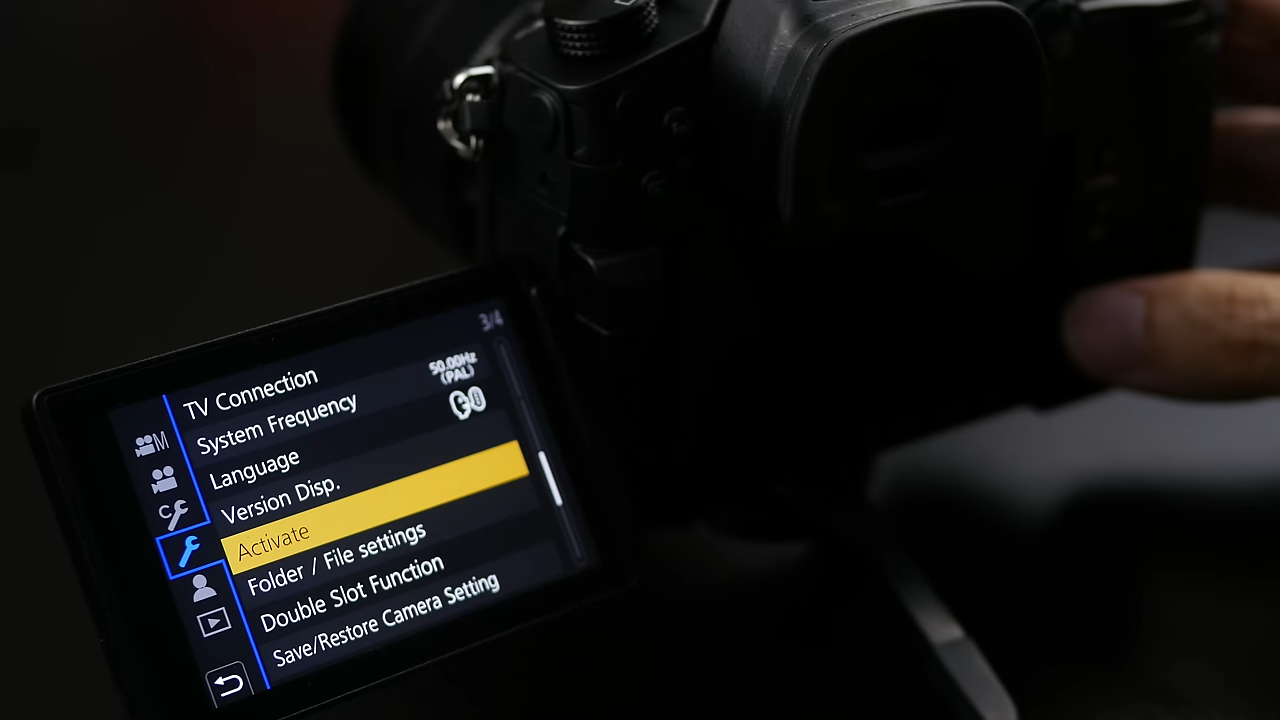 3/4
TV Connection
System Frequency 50.00Hz (PAL)
Language
Version Disp.
Activate
Folder / File settings
Double Slot Function
Save/Restore Camera Setting
M
C